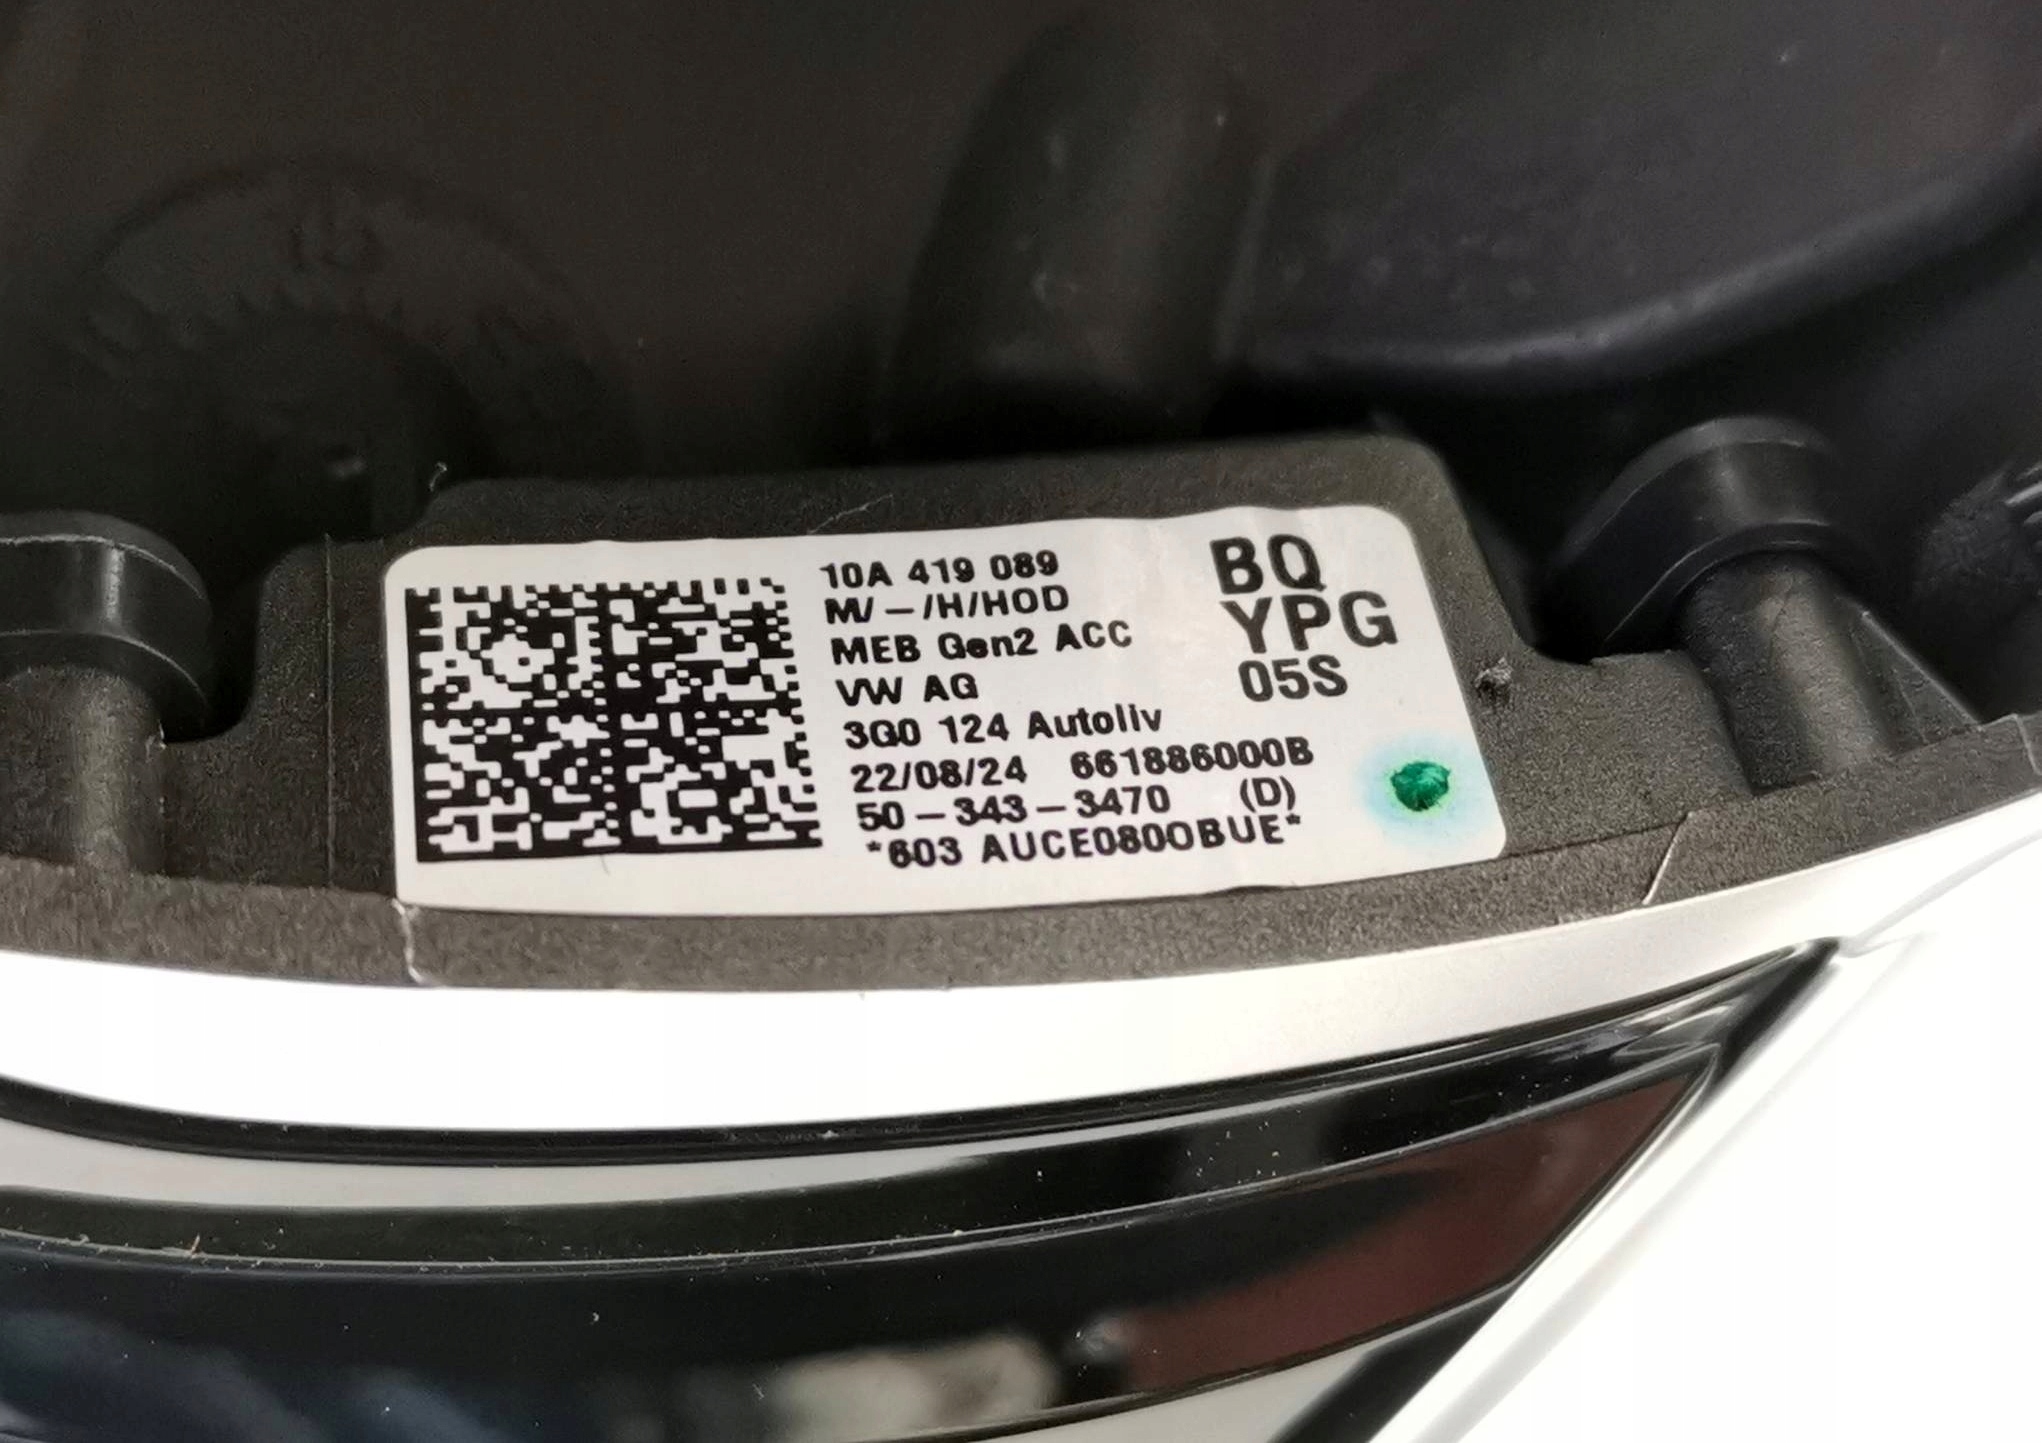 10A 419 089
M/-/H/HOD
MEB Gen2 ACC
VW AG
3Q0 124 Autoliv
22/08/24 661886000B
50-343-3470 (D)
*603 AUCE0800BUE*
BQ
YPG
05S